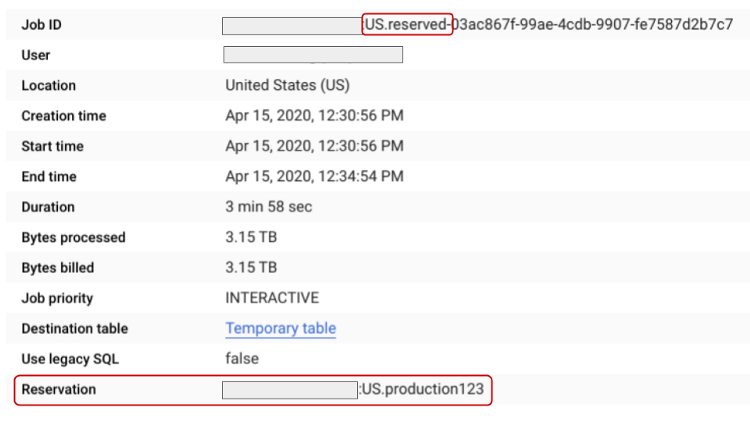 Job ID :US.reserved-03ac867f-99ae-4cdb-9907-fe7587d2b7c7
User
Location United States (US)
Creation time Apr 15, 2020, 12:30:56 PM
Start time Apr 15, 2020, 12:30:56 PM
End time Apr 15, 2020, 12:34:54 PM
Duration 3 min 58 sec
Bytes processed 3.15 TB
Bytes billed 3.15 TB
Job priority INTERACTIVE
Destination table Temporary table
Use legacy SQL false
Reservation :US.production123